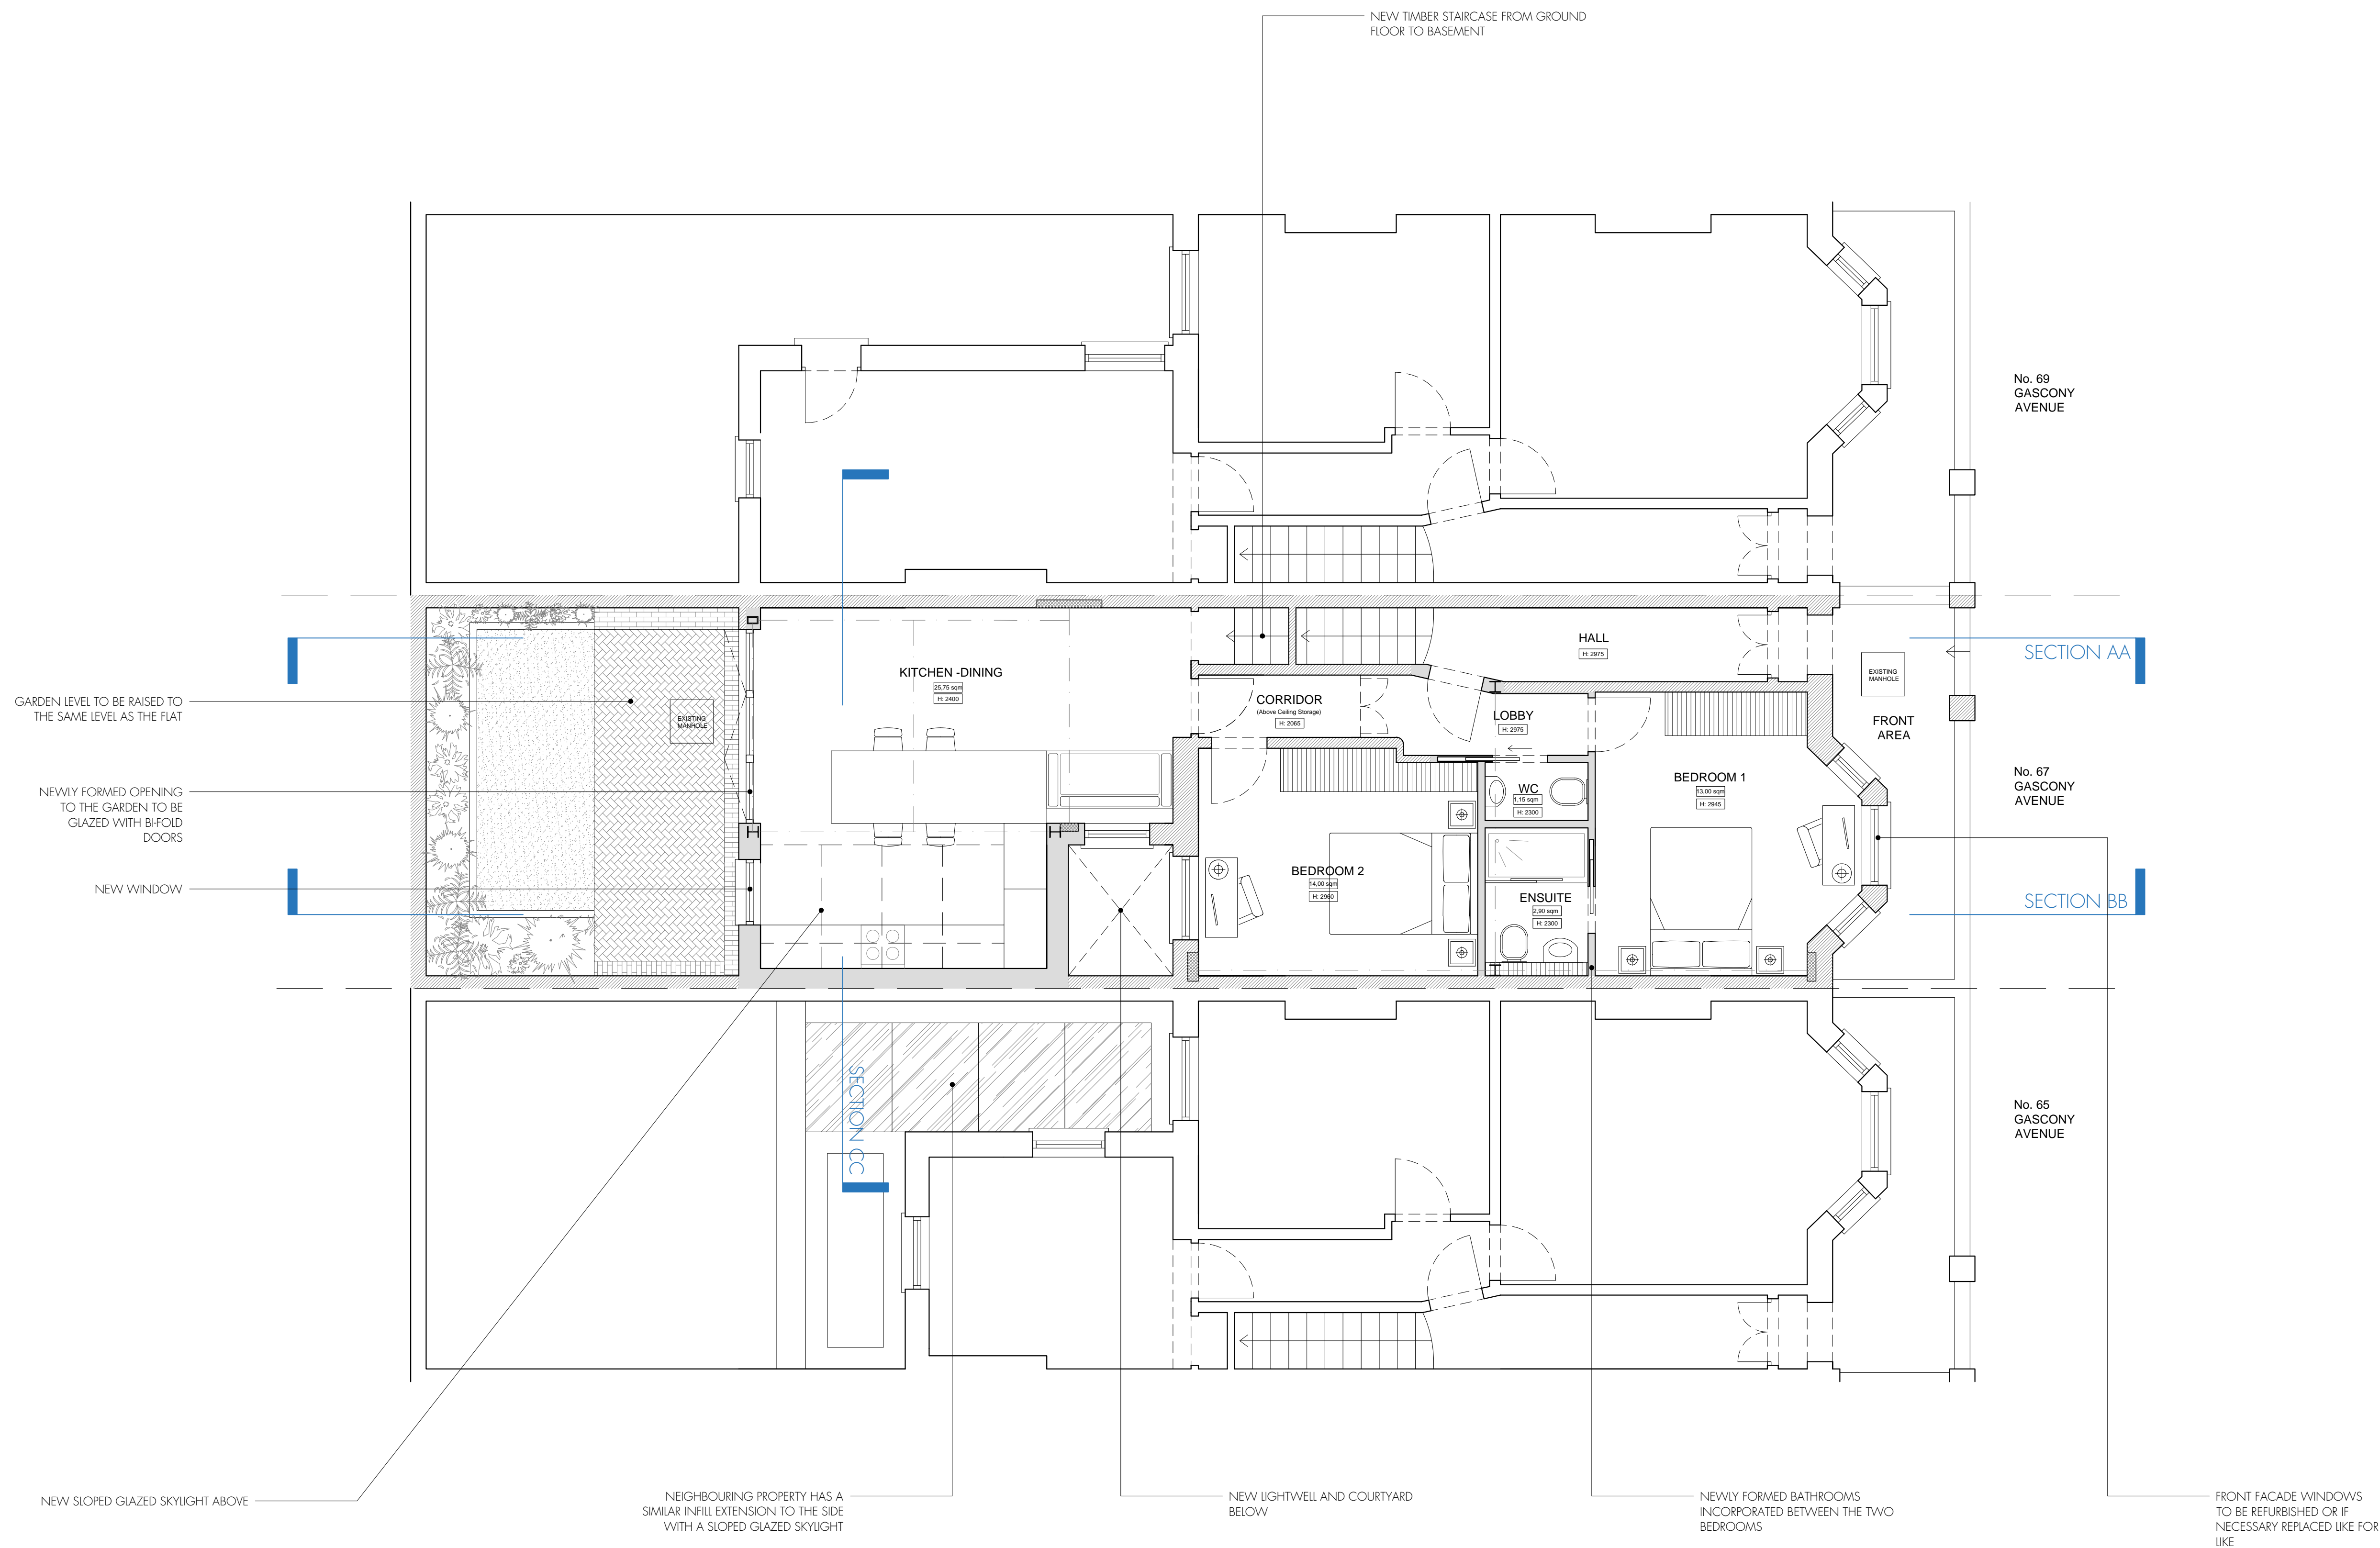 NEW TIMBER STAIRCASE FROM GROUND
FLOOR TO BASEMENT
No. 69
GASCONY
AVENUE
HALL
H: 2975
SECTION AA
EXISTING
MANHOLE
KITCHEN -DINING
25,75 sqm
H: 2400
GARDEN LEVEL TO BE RAISED TO
THE SAME LEVEL AS THE FLAT
EXISTING
MANHOLE
CORRIDOR
(Above Ceiling Storage)
H: 2065
LOBBY
H: 2975
FRONT
AREA
BEDROOM 1
13,00 sqm
H: 2945
No. 67
GASCONY
AVENUE
WC
1,15 sqm
H: 2300
NEWLY FORMED OPENING
TO THE GARDEN TO BE
GLAZED WITH BI-FOLD
DOORS
BEDROOM 2
14,00 sqm
H: 2960
NEW WINDOW
ENSUITE
2,90 sqm
H: 2300
SECTION BB
SECTION CC
No. 65
GASCONY
AVENUE
NEW SLOPED GLAZED SKYLIGHT ABOVE
NEIGHBOURING PROPERTY HAS A
SIMILAR INFILL EXTENSION TO THE SIDE
WITH A SLOPED GLAZED SKYLIGHT
NEW LIGHTWELL AND COURTYARD
BELOW
NEWLY FORMED BATHROOMS
INCORPORATED BETWEEN THE TWO
BEDROOMS
FRONT FACADE WINDOWS
TO BE REFURBISHED OR IF
NECESSARY REPLACED LIKE FOR
LIKE